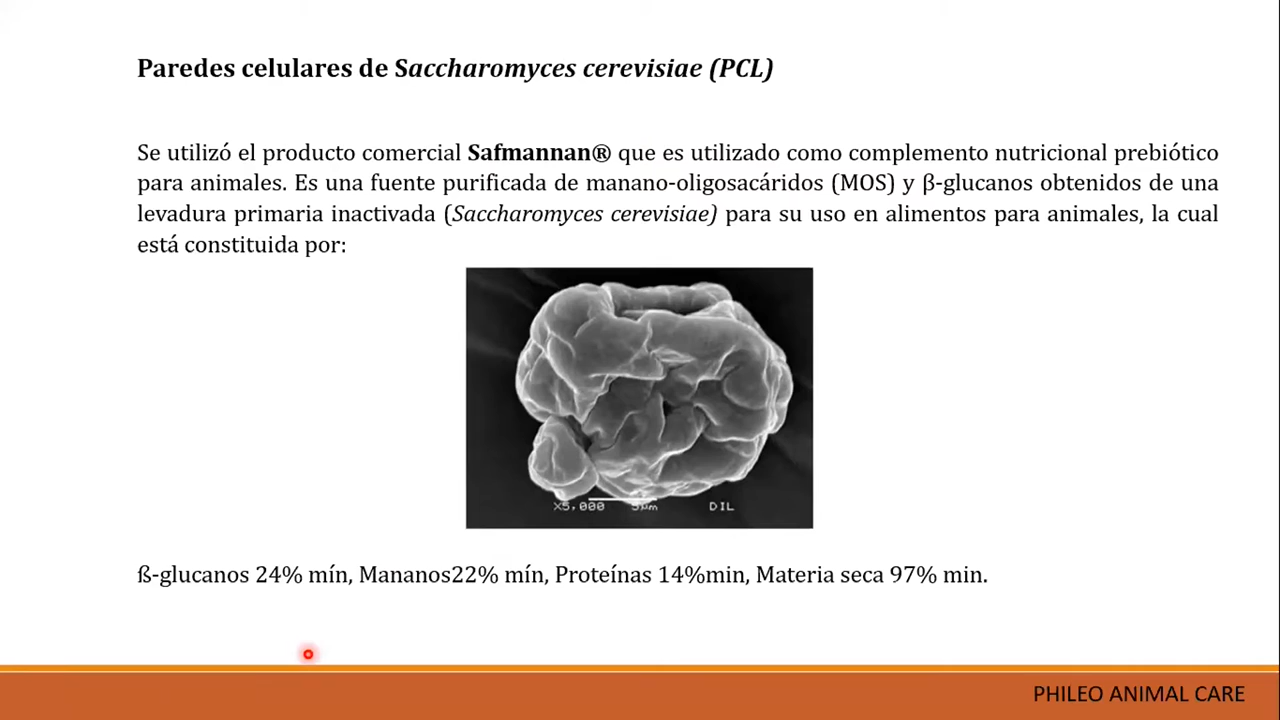 Paredes celulares de Saccharomyces cerevisiae (PCL)
Se utilizó el producto comercial Safmannan® que es utilizado como complemento nutricional prebiótico
para animales. Es una fuente purificada de manano-oligosacáridos (MOS) y β-glucanos obtenidos de una
levadura primaria inactivada (Saccharomyces cerevisiae) para su uso en alimentos para animales, la cual
está constituida por:
X5,000 5µm DIL
ß-glucanos 24% mín, Mananos22% mín, Proteínas 14%min, Materia seca 97% min.
PHILEO ANIMAL CARE